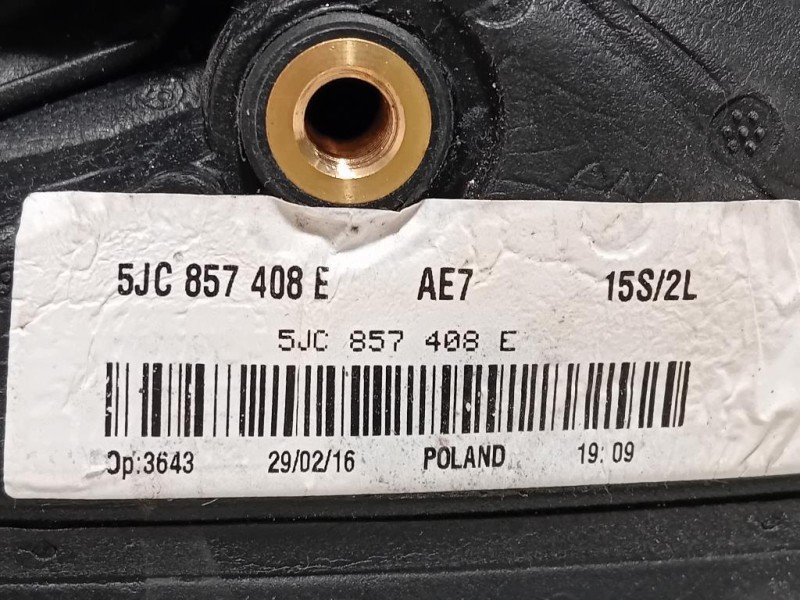 5JC 857 408 E AE7 15S/2L
5JC 857 408 E
Op:3643 29/02/16 POLAND 19:09